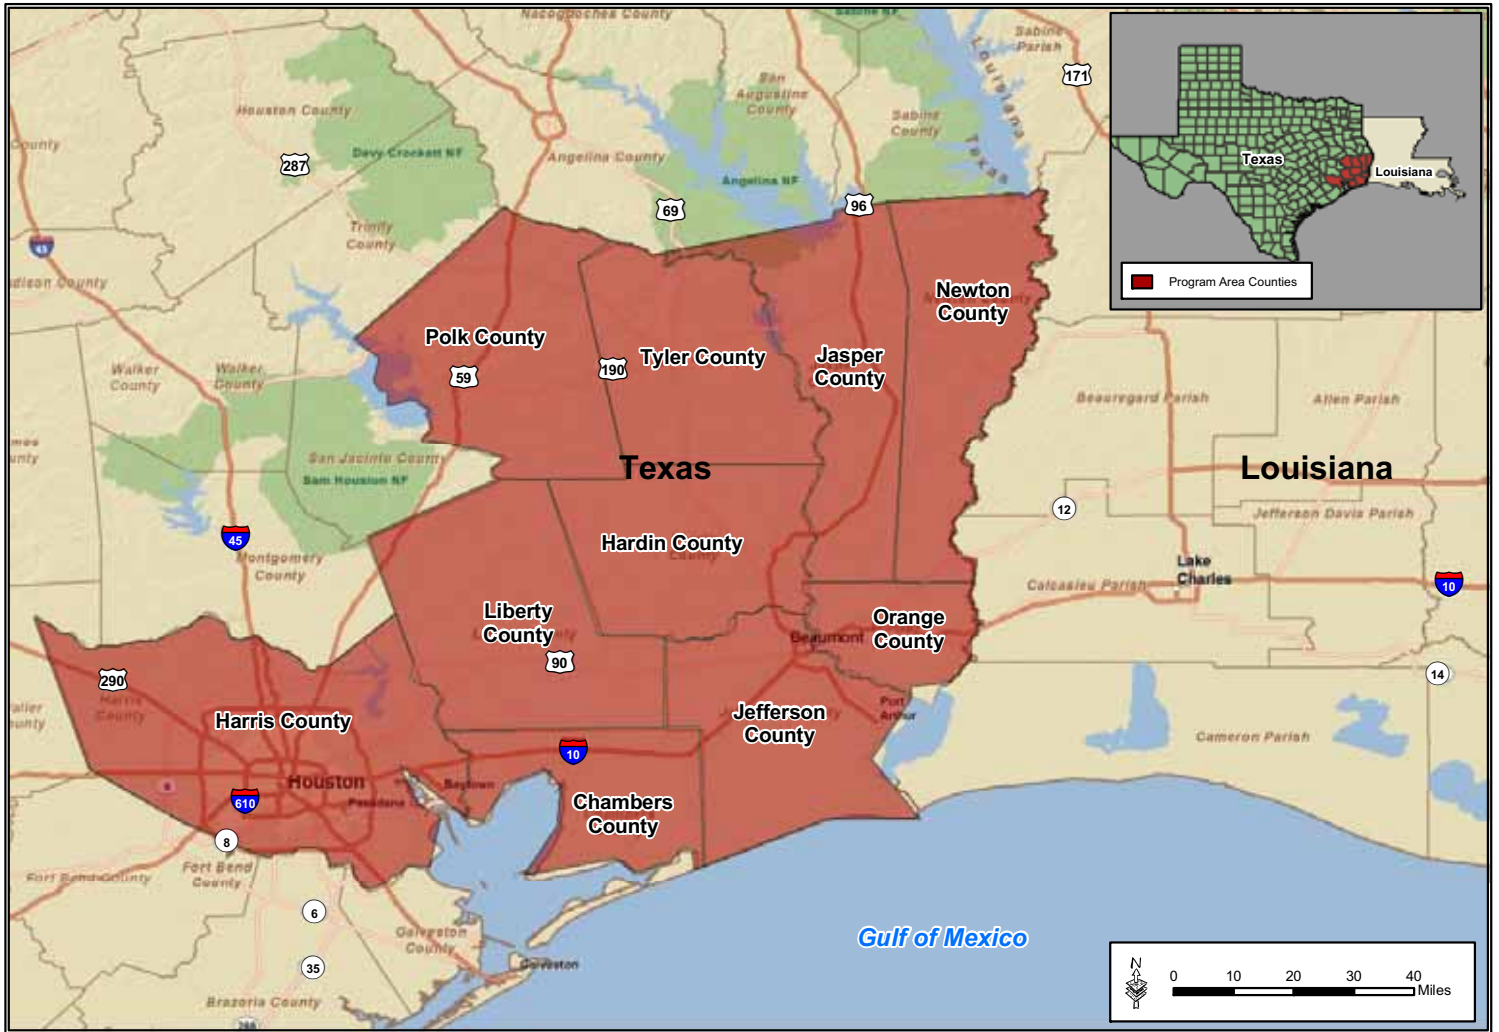 Nacogdoches County
Sabine NF
Sabine
Parish
171
Louisiana
Texas
San
Augustine
County
Sabine
County
Houston County
287
Davy Crockett NF
Angelina County
Angelina NF
69
96
Trinity
County
45
County
Texas
Louisiana
Program Area Counties
Newton
County
Polk County
59
190
Tyler County
Jasper
County
Walker
County
Walker
County
Beauregard Parish
Allen Parish
San Jacinto County
Sam Houston NF
Texas
Louisiana
12
Jefferson Davis Parish
45
Montgomery
County
Hardin County
Lake
Charles
Calcasieu Parish
10
Liberty
County
90
Orange
County
Beaumont
14
290
Harris
County
Harris County
Jefferson
County
Port
Arthur
Cameron Parish
10
Houston
610
Baytown
Pasadena
Chambers
County
8
Fort Bend County
Fort Bend
County
6
Galveston
County
Gulf of Mexico
35
Galveston
Brazoria County
288
N
0 10 20 30 40
Miles